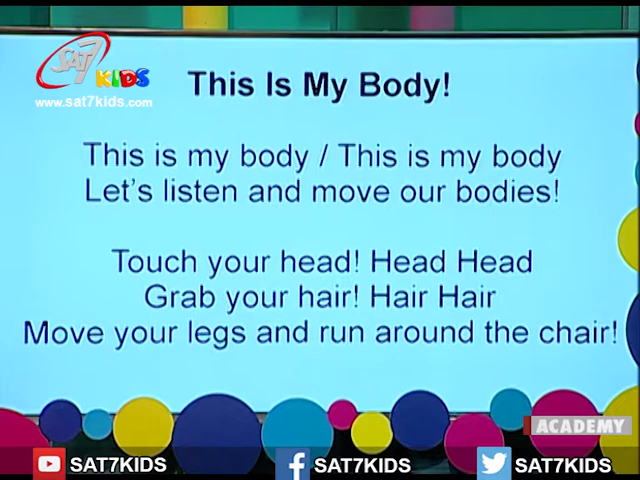 SAT7 KIDS
www.sat7kids.com
This Is My Body!
This is my body / This is my body
Let's listen and move our bodies!
Touch your head! Head Head
Grab your hair! Hair Hair
Move your legs and run around the chair!
ACADEMY
SAT7KIDS
SAT7KIDS
SAT7KIDS